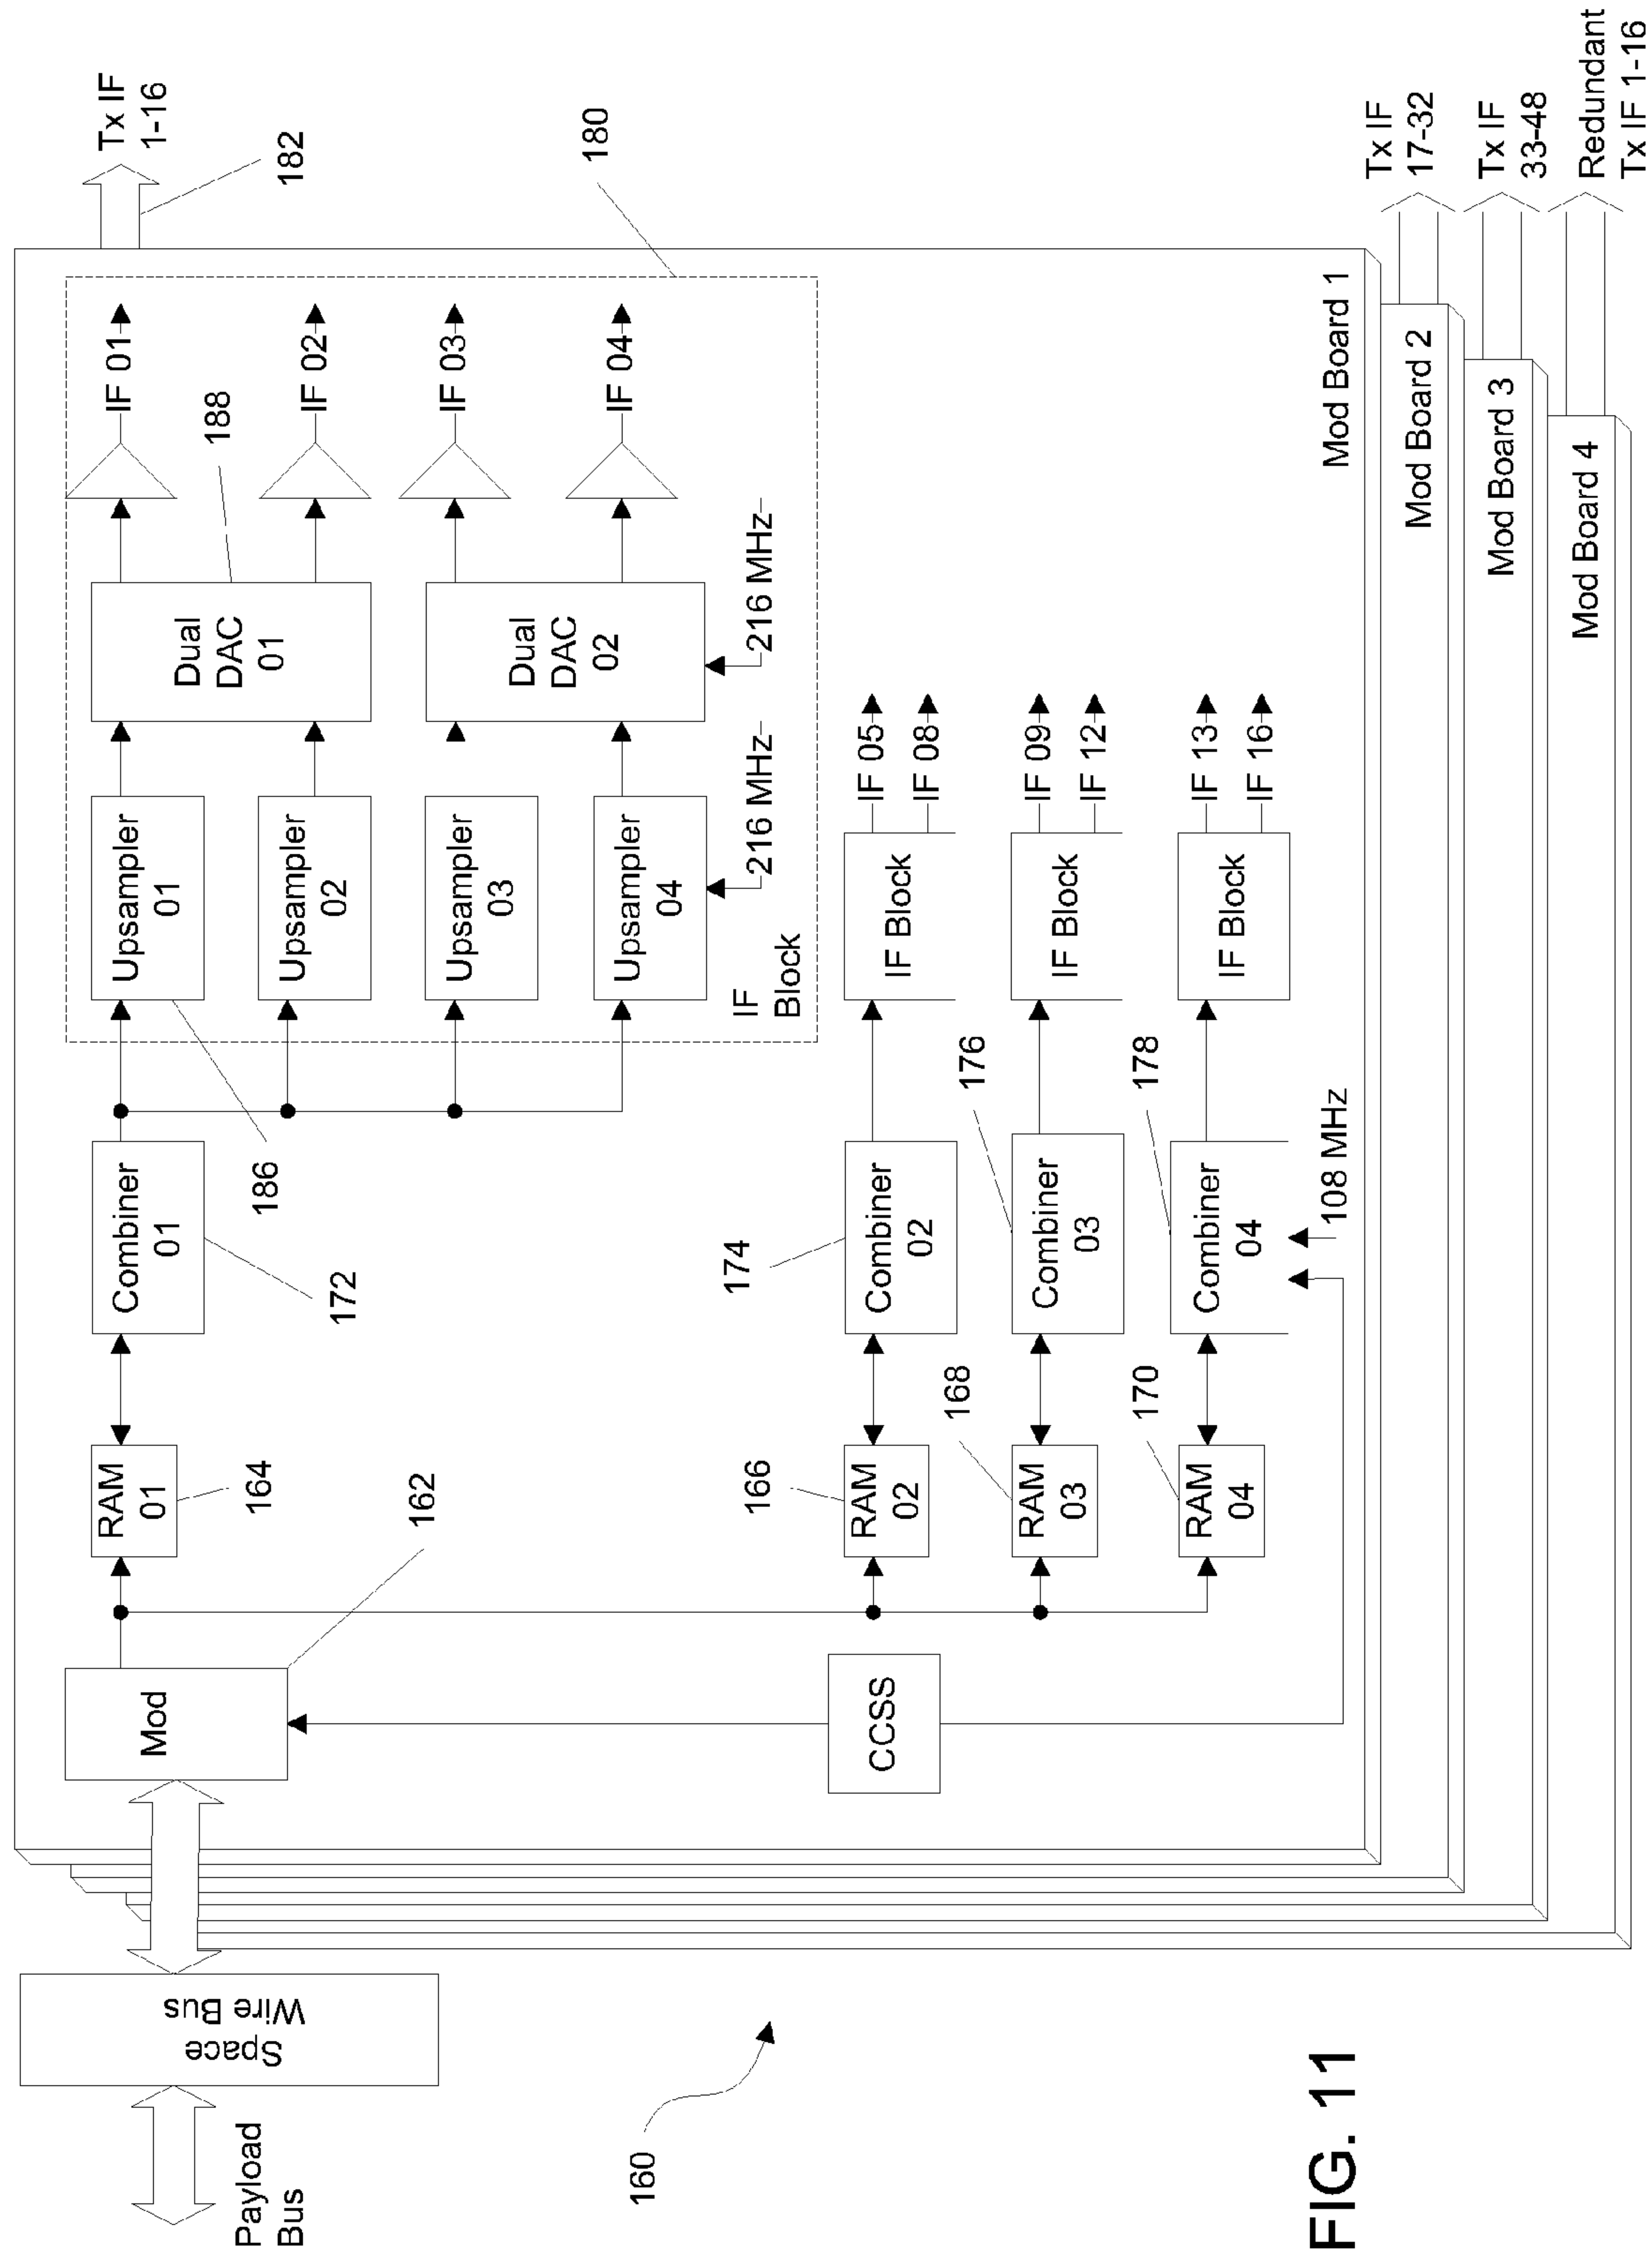 Payload
Bus
Space
Wire Bus
Mod
162
RAM
01
164
Combiner
01
172
Upsampler
01
186
Upsampler
02
Upsampler
03
Upsampler
04
216 MHz
IF
Block
Dual
DAC
01
188
Dual
DAC
02
216 MHz
IF 01
IF 02
IF 03
IF 04
180
182
Tx IF
1-16
CCSS
RAM
02
166
Combiner
02
174
IF Block
IF 05
IF 08
RAM
03
168
Combiner
03
176
IF Block
IF 09
IF 12
RAM
04
170
Combiner
04
178
108 MHz
IF Block
IF 13
IF 16
Mod Board 1
Mod Board 2
Mod Board 3
Mod Board 4
Tx IF
17-32
Tx IF
33-48
Redundant
Tx IF 1-16
160
FIG. 11